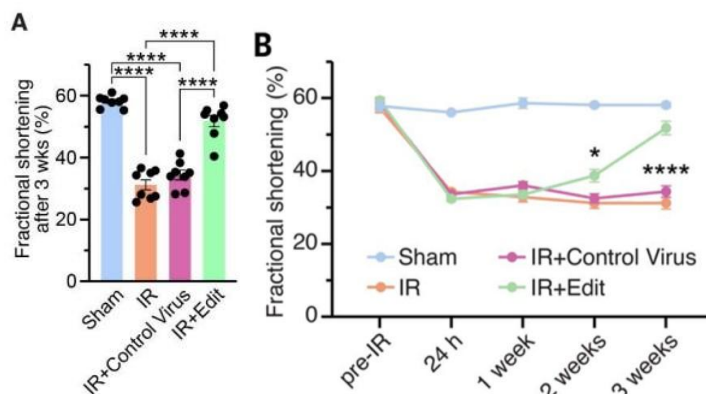 A
****
****
****
****
Fractional shortening
after 3 wks (%)
60
40
20
0
Sham
IR
IR+Control Virus
IR+Edit
B
Fractional shortening (%)
60
40
20
0
*
****
Sham
IR+Control Virus
IR
IR+Edit
pre-IR
24 h
1 week
2 weeks
3 weeks